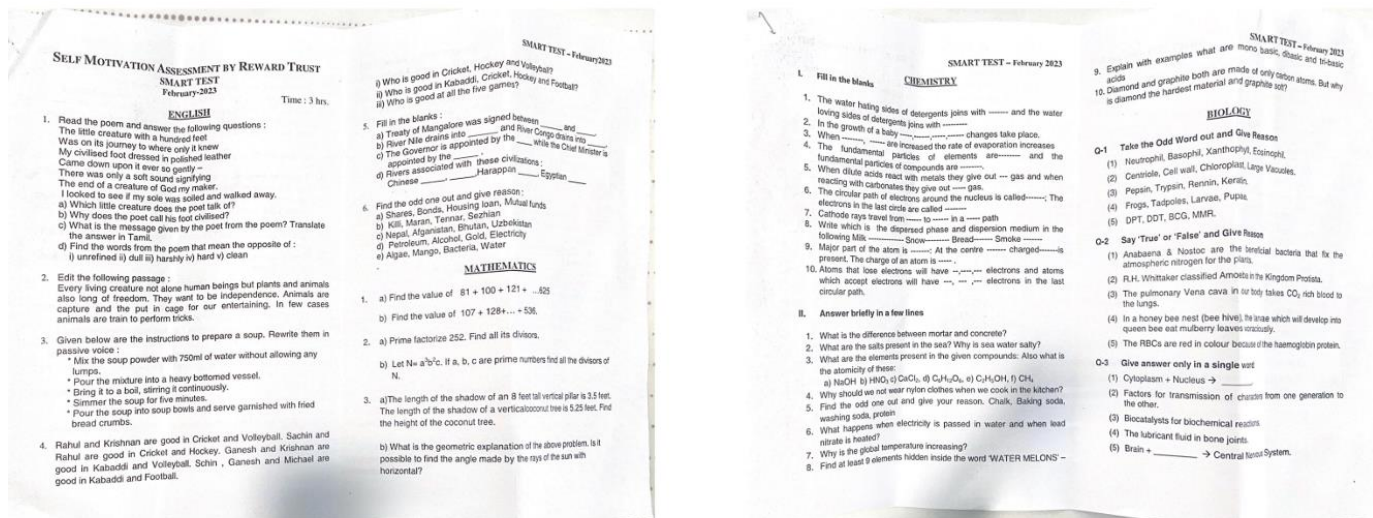 SELF MOTIVATION ASSESSMENT BY REWARD TRUST
SMART TEST
February-2023
Time : 3 hrs.
ENGLISH
1. Read the poem and answer the following questions :
The little creature with a hundred feet
Was on its journey to where only it knew
My civilised foot dressed in polished leather
Came down upon it ever so gently –
There was only a soft sound signifying
The end of a creature of God my maker.
I looked to see if my sole was soiled and walked away.
a) Which little creature does the poet talk of?
b) Why does the poet call his foot civilised?
c) What is the message given by the poet from the poem? Translate
the answer in Tamil.
d) Find the words from the poem that mean the opposite of :
i) unrefined ii) dull iii) harshly iv) hard v) clean
2. Edit the following passage :
Every living creature not alone human beings but plants and animals
also long of freedom. They want to be independence. Animals are
capture and the put in cage for our entertaining. In few cases
animals are train to perform tricks.
3. Given below are the instructions to prepare a soup. Rewrite them in
passive voice :
* Mix the soup powder with 750ml of water without allowing any
lumps.
* Pour the mixture into a heavy bottomed vessel.
* Bring it to a boil, stirring it continuously.
* Simmer the soup for five minutes.
* Pour the soup into soup bowls and serve garnished with fried
bread crumbs.
4. Rahul and Krishnan are good in Cricket and Volleyball. Sachin and
Rahul are good in Cricket and Hockey. Ganesh and Krishnan are
good in Kabaddi and Volleyball. Schin , Ganesh and Michael are
good in Kabaddi and Football.
SMART TEST – February 2023
i) Who is good in Cricket, Hockey and Volleyball?
ii) Who is good in Kabaddi, Cricket, Hockey and Football?
iii) Who is good at all the five games?
5. Fill in the blanks :
a) Treaty of Mangalore was signed between ____ and ____.
b) River Nile drains into ____ and River Congo drains into ____.
c) The Governor is appointed by the ____ while the Chief Minister is
appointed by the ____.
d) Rivers associated with these civilizations :
Chinese ____, ____ Harappan ____ Egyptian ____
6. Find the odd one out and give reason:
a) Shares, Bonds, Housing loan, Mutual funds
b) Killi, Maran, Tennar, Sezhian
c) Nepal, Afganistan, Bhutan, Uzbekistan
d) Petroleum, Alcohol, Gold, Electricity
e) Algae, Mango, Bacteria, Water
MATHEMATICS
1. a) Find the value of 81 + 100 + 121 + ...625
b) Find the value of 107 + 128+... + 536.
2. a) Prime factorize 252. Find all its divisors.
b) Let N= a³b²c. If a, b, c are prime numbers find all the divisors of
N.
3. a)The length of the shadow of an 8 feet tall vertical pillar is 3.5 feet.
The length of the shadow of a verticalcoconut tree is 5.25 feet. Find
the height of the coconut tree.
b) What is the geometric explanation of the above problem. Is it
possible to find the angle made by the rays of the sun with
horizontal?
SMART TEST – February 2023
CHEMISTRY
I. Fill in the blanks
1. The water hating sides of detergents joins with ------- and the water
loving sides of detergents joins with ---------
2. In the growth of a baby ----,-----,-----,------ changes take place.
3. When -------, ----- are increased the rate of evaporation increases
4. The fundamental particles of elements are-------- and the
fundamental particles of compounds are --------.
5. When dilute acids react with metals they give out --- gas and when
reacting with carbonates they give out ---- gas.
6. The circular path of electrons around the nucleus is called-------; The
electrons in the last circle are called --------
7. Cathode rays travel from ------ to ------ in a ----- path
8. Write which is the dispersed phase and dispersion medium in the
following Milk ----------- Snow--------- Bread------- Smoke ------
9. Major part of the atom is -------; At the centre ------- charged------is
present. The charge of an atom is ----- .
10. Atoms that lose electrons will have --,----,--- electrons and atoms
which accept electrons will have ---, --- ,--- electrons in the last
circular path.
II. Answer briefly in a few lines
1. What is the difference between mortar and concrete?
2. What are the salts present in the sea? Why is sea water salty?
3. What are the elements present in the given compounds: Also what is
the atomicity of these:
a) NaOH b) HNO₃ c) CaCl₂, d) C₆H₁₂O₆, e) C₂H₅OH, f) CH₄
4. Why should we not wear nylon clothes when we cook in the kitchen?
5. Find the odd one out and give your reason. Chalk, Baking soda,
washing soda, protein
6. What happens when electricity is passed in water and when lead
nitrate is heated?
7. Why is the global temperature increasing?
8. Find at least 9 elements hidden inside the word 'WATER MELONS' –
SMART TEST – February 2023
9. Explain with examples what are mono basic, dibasic and tri-basic
acids
10. Diamond and graphite both are made of only carbon atoms. But why
is diamond the hardest material and graphite soft?
BIOLOGY
Q-1 Take the Odd Word out and Give Reason
(1) Neutrophil, Basophil, Xanthophyl, Eosinophil.
(2) Centriole, Cell wall, Chloroplast, Large Vacuoles.
(3) Pepsin, Trypsin, Rennin, Keratin.
(4) Frogs, Tadpoles, Larvae, Pupae.
(5) DPT, DDT, BCG, MMR.
Q-2 Say 'True' or 'False' and Give Reason
(1) Anabaena & Nostoc are the beneficial bacteria that fix the
atmospheric nitrogen for the plants.
(2) R.H. Whittaker classified Amoeba in the Kingdom Protista.
(3) The pulmonary Vena cava in our body takes CO₂ rich blood to
the lungs.
(4) In a honey bee nest (bee hive), the larvae which will develop into
queen bee eat mulberry leaves voraciously.
(5) The RBCs are red in colour because of the haemoglobin protein.
Q-3 Give answer only in a single word
(1) Cytoplasm + Nucleus → ____
(2) Factors for transmission of characters from one generation to
the other.
(3) Biocatalysts for biochemical reactions
(4) The lubricant fluid in bone joints.
(5) Brain + ________ → Central Nervous System.